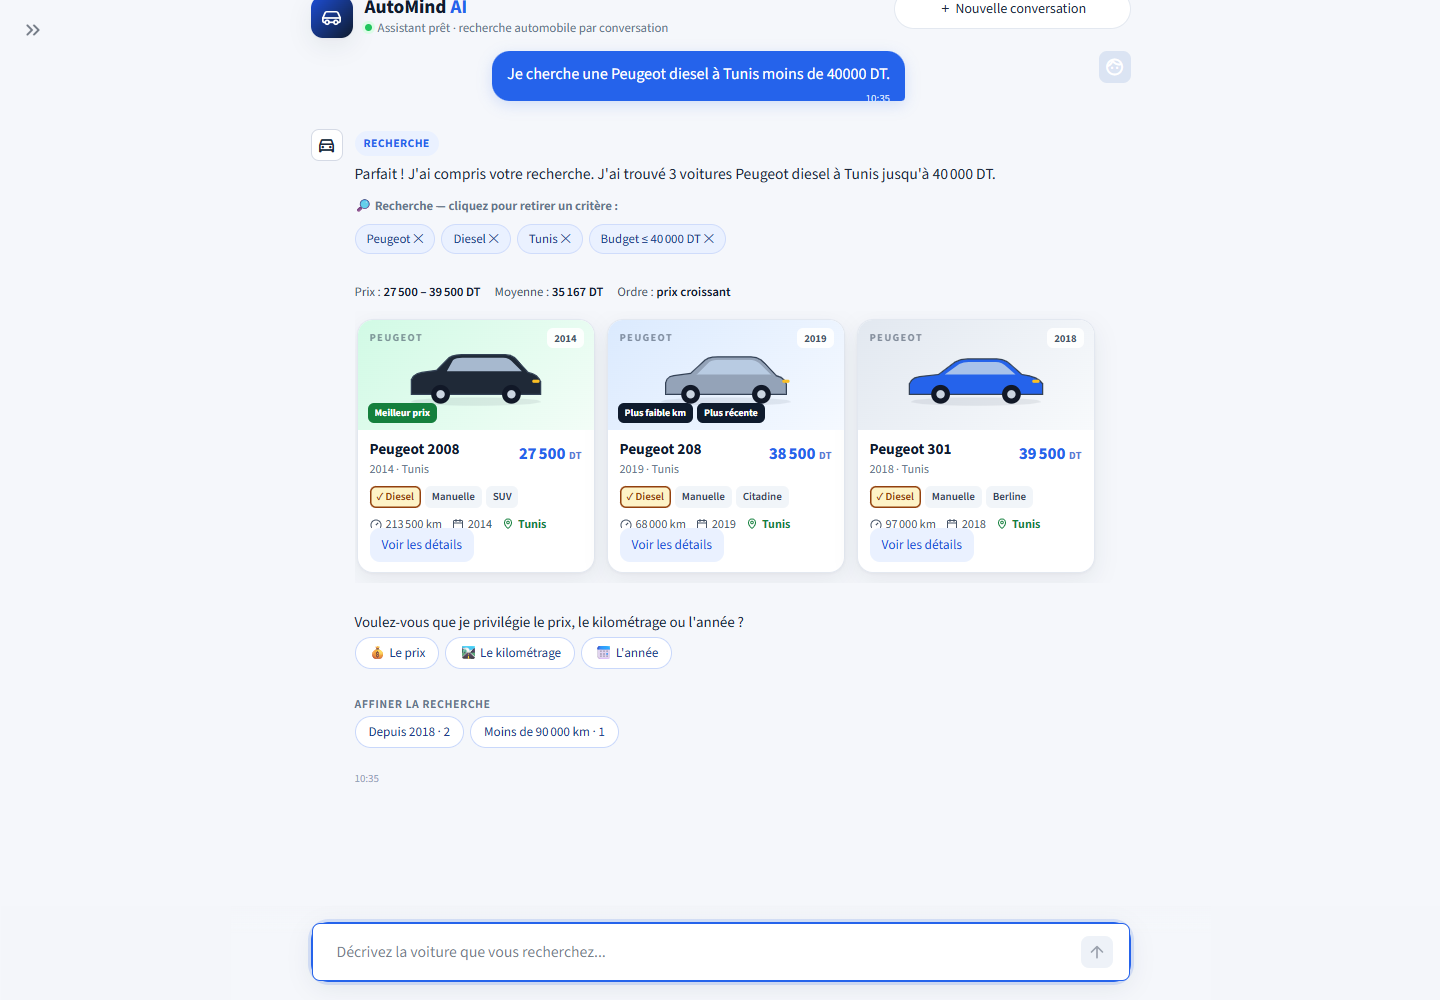 AutoMind AI
Assistant prêt · recherche automobile par conversation
+ Nouvelle conversation
Je cherche une Peugeot diesel à Tunis moins de 40000 DT.
10:35
RECHERCHE
Parfait ! J'ai compris votre recherche. J'ai trouvé 3 voitures Peugeot diesel à Tunis jusqu'à 40 000 DT.
Recherche — cliquez pour retirer un critère :
Peugeot ✕ Diesel ✕ Tunis ✕ Budget ≤ 40 000 DT ✕
Prix : 27 500 – 39 500 DT Moyenne : 35 167 DT Ordre : prix croissant
PEUGEOT 2014
Meilleur prix
Peugeot 2008 27 500 DT
2014 · Tunis
✓ Diesel Manuelle SUV
213 500 km 2014 Tunis
Voir les détails
PEUGEOT 2019
Plus faible km Plus récente
Peugeot 208 38 500 DT
2019 · Tunis
✓ Diesel Manuelle Citadine
68 000 km 2019 Tunis
Voir les détails
PEUGEOT 2018
Peugeot 301 39 500 DT
2018 · Tunis
✓ Diesel Manuelle Berline
97 000 km 2018 Tunis
Voir les détails
Voulez-vous que je privilégie le prix, le kilométrage ou l'année ?
Le prix Le kilométrage L'année
AFFINER LA RECHERCHE
Depuis 2018 · 2 Moins de 90 000 km · 1
10:35
Décrivez la voiture que vous recherchez...